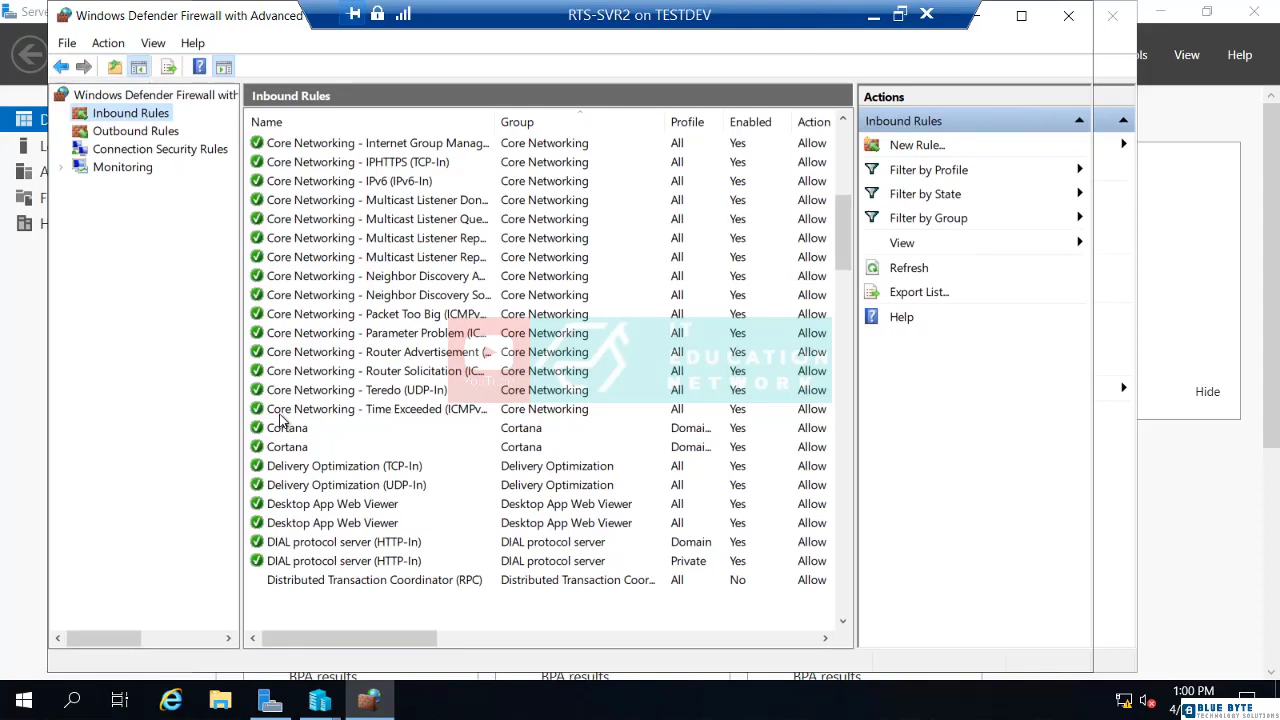 Serve
Windows Defender Firewall with Advanced
RTS-SVR2 on TESTDEV
File Action View Help
ols View Help
Windows Defender Firewall with
Inbound Rules
Outbound Rules
Connection Security Rules
Monitoring
Inbound Rules
Name Group Profile Enabled Action
Core Networking - Internet Group Manag... Core Networking All Yes Allow
Core Networking - IPHTTPS (TCP-In) Core Networking All Yes Allow
Core Networking - IPv6 (IPv6-In) Core Networking All Yes Allow
Core Networking - Multicast Listener Don... Core Networking All Yes Allow
Core Networking - Multicast Listener Que... Core Networking All Yes Allow
Core Networking - Multicast Listener Rep... Core Networking All Yes Allow
Core Networking - Multicast Listener Rep... Core Networking All Yes Allow
Core Networking - Neighbor Discovery A... Core Networking All Yes Allow
Core Networking - Neighbor Discovery So... Core Networking All Yes Allow
Core Networking - Packet Too Big (ICMPv... Core Networking All Yes Allow
Core Networking - Parameter Problem (IC... Core Networking All Yes Allow
Core Networking - Router Advertisement (... Core Networking All Yes Allow
Core Networking - Router Solicitation (IC... Core Networking All Yes Allow
Core Networking - Teredo (UDP-In) Core Networking All Yes Allow
Core Networking - Time Exceeded (ICMPv... Core Networking All Yes Allow
Cortana Cortana Domai... Yes Allow
Cortana Cortana Domai... Yes Allow
Delivery Optimization (TCP-In) Delivery Optimization All Yes Allow
Delivery Optimization (UDP-In) Delivery Optimization All Yes Allow
Desktop App Web Viewer Desktop App Web Viewer All Yes Allow
Desktop App Web Viewer Desktop App Web Viewer All Yes Allow
DIAL protocol server (HTTP-In) DIAL protocol server Domain Yes Allow
DIAL protocol server (HTTP-In) DIAL protocol server Private Yes Allow
Distributed Transaction Coordinator (RPC) Distributed Transaction Coor... All No Allow
IT
EDUCATION
NETWORK
YouTube
Actions
Inbound Rules
New Rule...
Filter by Profile
Filter by State
Filter by Group
View
Refresh
Export List...
Help
Hide
BPA results BPA results BPA results
1:00 PM
4/
BLUE BYTE
TECHNOLOGY SOLUTIONS